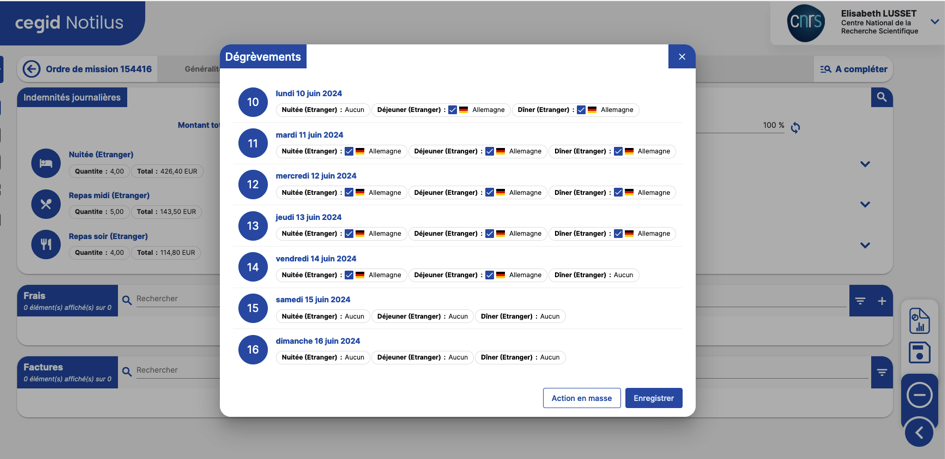 cegid Notilus
cnrs
Elisabeth LUSSET
Centre National de la
Recherche Scientifique
Ordre de mission 154416
Généralit
A compléter
Indemnités journalières
Montant tot
100 %
Nuitée (Etranger)
Quantite : 4,00 Total : 426,40 EUR
Repas midi (Etranger)
Quantite : 5,00 Total : 143,50 EUR
Repas soir (Etranger)
Quantite : 4,00 Total : 114,80 EUR
Frais
0 élément(s) affiché(s) sur 0
Rechercher
Factures
0 élément(s) affiché(s) sur 0
Rechercher
Dégrèvements
10
lundi 10 juin 2024
Nuitée (Etranger) : Aucun Déjeuner (Etranger) : Allemagne Dîner (Etranger) : Allemagne
11
mardi 11 juin 2024
Nuitée (Etranger) : Allemagne Déjeuner (Etranger) : Allemagne Dîner (Etranger) : Allemagne
12
mercredi 12 juin 2024
Nuitée (Etranger) : Allemagne Déjeuner (Etranger) : Allemagne Dîner (Etranger) : Allemagne
13
jeudi 13 juin 2024
Nuitée (Etranger) : Allemagne Déjeuner (Etranger) : Allemagne Dîner (Etranger) : Allemagne
14
vendredi 14 juin 2024
Nuitée (Etranger) : Allemagne Déjeuner (Etranger) : Allemagne Dîner (Etranger) : Aucun
15
samedi 15 juin 2024
Nuitée (Etranger) : Aucun Déjeuner (Etranger) : Aucun Dîner (Etranger) : Aucun
16
dimanche 16 juin 2024
Nuitée (Etranger) : Aucun Déjeuner (Etranger) : Aucun Dîner (Etranger) : Aucun
Action en masse
Enregistrer